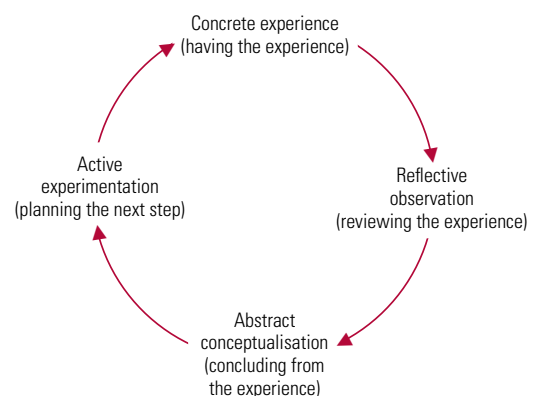 Concrete experience
(having the experience)
Reflective
observation
(reviewing the experience)
Abstract
conceptualisation
(concluding from
the experience)
Active
experimentation
(planning the next step)